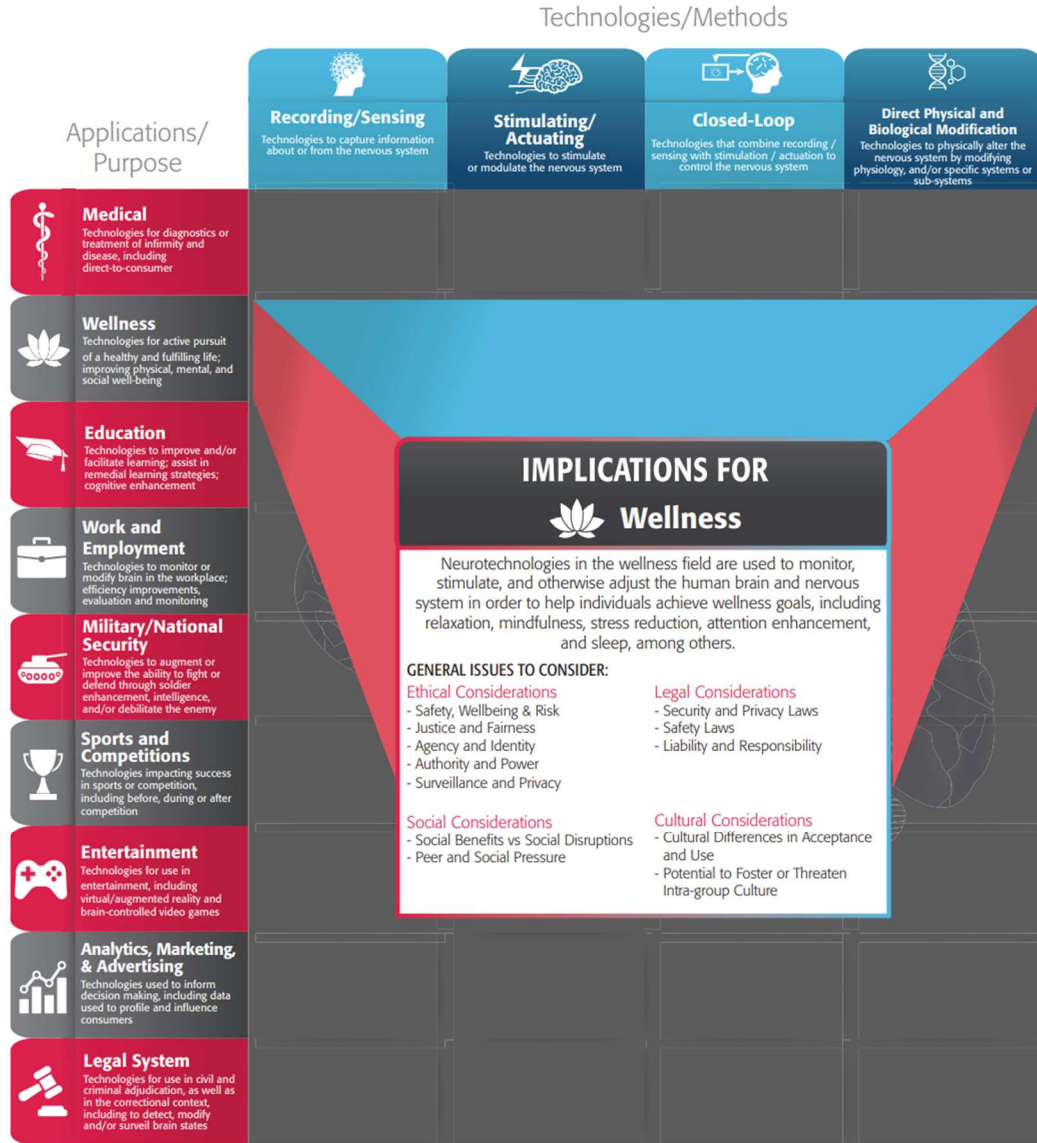 Technologies/Methods
Applications/
Purpose
Recording/Sensing
Technologies to capture information
about or from the nervous system
Stimulating/
Actuating
Technologies to stimulate
or modulate the nervous system
Closed-Loop
Technologies that combine recording /
sensing with stimulation / actuation to
control the nervous system
Direct Physical and
Biological Modification
Technologies to physically alter the
nervous system by modifying
physiology, and/or specific systems or
sub-systems
Medical
Technologies for diagnostics or
treatment of infirmity and
disease, including
direct-to-consumer
Wellness
Technologies for active pursuit
of a healthy and fulfilling life;
improving physical, mental, and
social well-being
Education
Technologies to improve and/or
facilitate learning; assist in
remedial learning strategies;
cognitive enhancement
Work and
Employment
Technologies to monitor or
modify brain in the workplace;
efficiency improvements,
evaluation and monitoring
Military/National
Security
Technologies to augment or
improve the ability to fight or
defend through soldier
enhancement, intelligence,
and/or debilitate the enemy
Sports and
Competitions
Technologies impacting success
in sports or competition,
including before, during or after
competition
Entertainment
Technologies for use in
entertainment, including
virtual/augmented reality and
brain-controlled video games
Analytics, Marketing,
& Advertising
Technologies used to inform
decision making, including data
used to profile and influence
consumers
Legal System
Technologies for use in civil and
criminal adjudication, as well as
in the correctional context,
including to detect, modify
and/or surveil brain states
IMPLICATIONS FOR
Wellness
Neurotechnologies in the wellness field are used to monitor,
stimulate, and otherwise adjust the human brain and nervous
system in order to help individuals achieve wellness goals, including
relaxation, mindfulness, stress reduction, attention enhancement,
and sleep, among others.
GENERAL ISSUES TO CONSIDER:
Ethical Considerations
- Safety, Wellbeing & Risk
- Justice and Fairness
- Agency and Identity
- Authority and Power
- Surveillance and Privacy
Legal Considerations
- Security and Privacy Laws
- Safety Laws
- Liability and Responsibility
Social Considerations
- Social Benefits vs Social Disruptions
- Peer and Social Pressure
Cultural Considerations
- Cultural Differences in Acceptance
and Use
- Potential to Foster or Threaten
Intra-group Culture